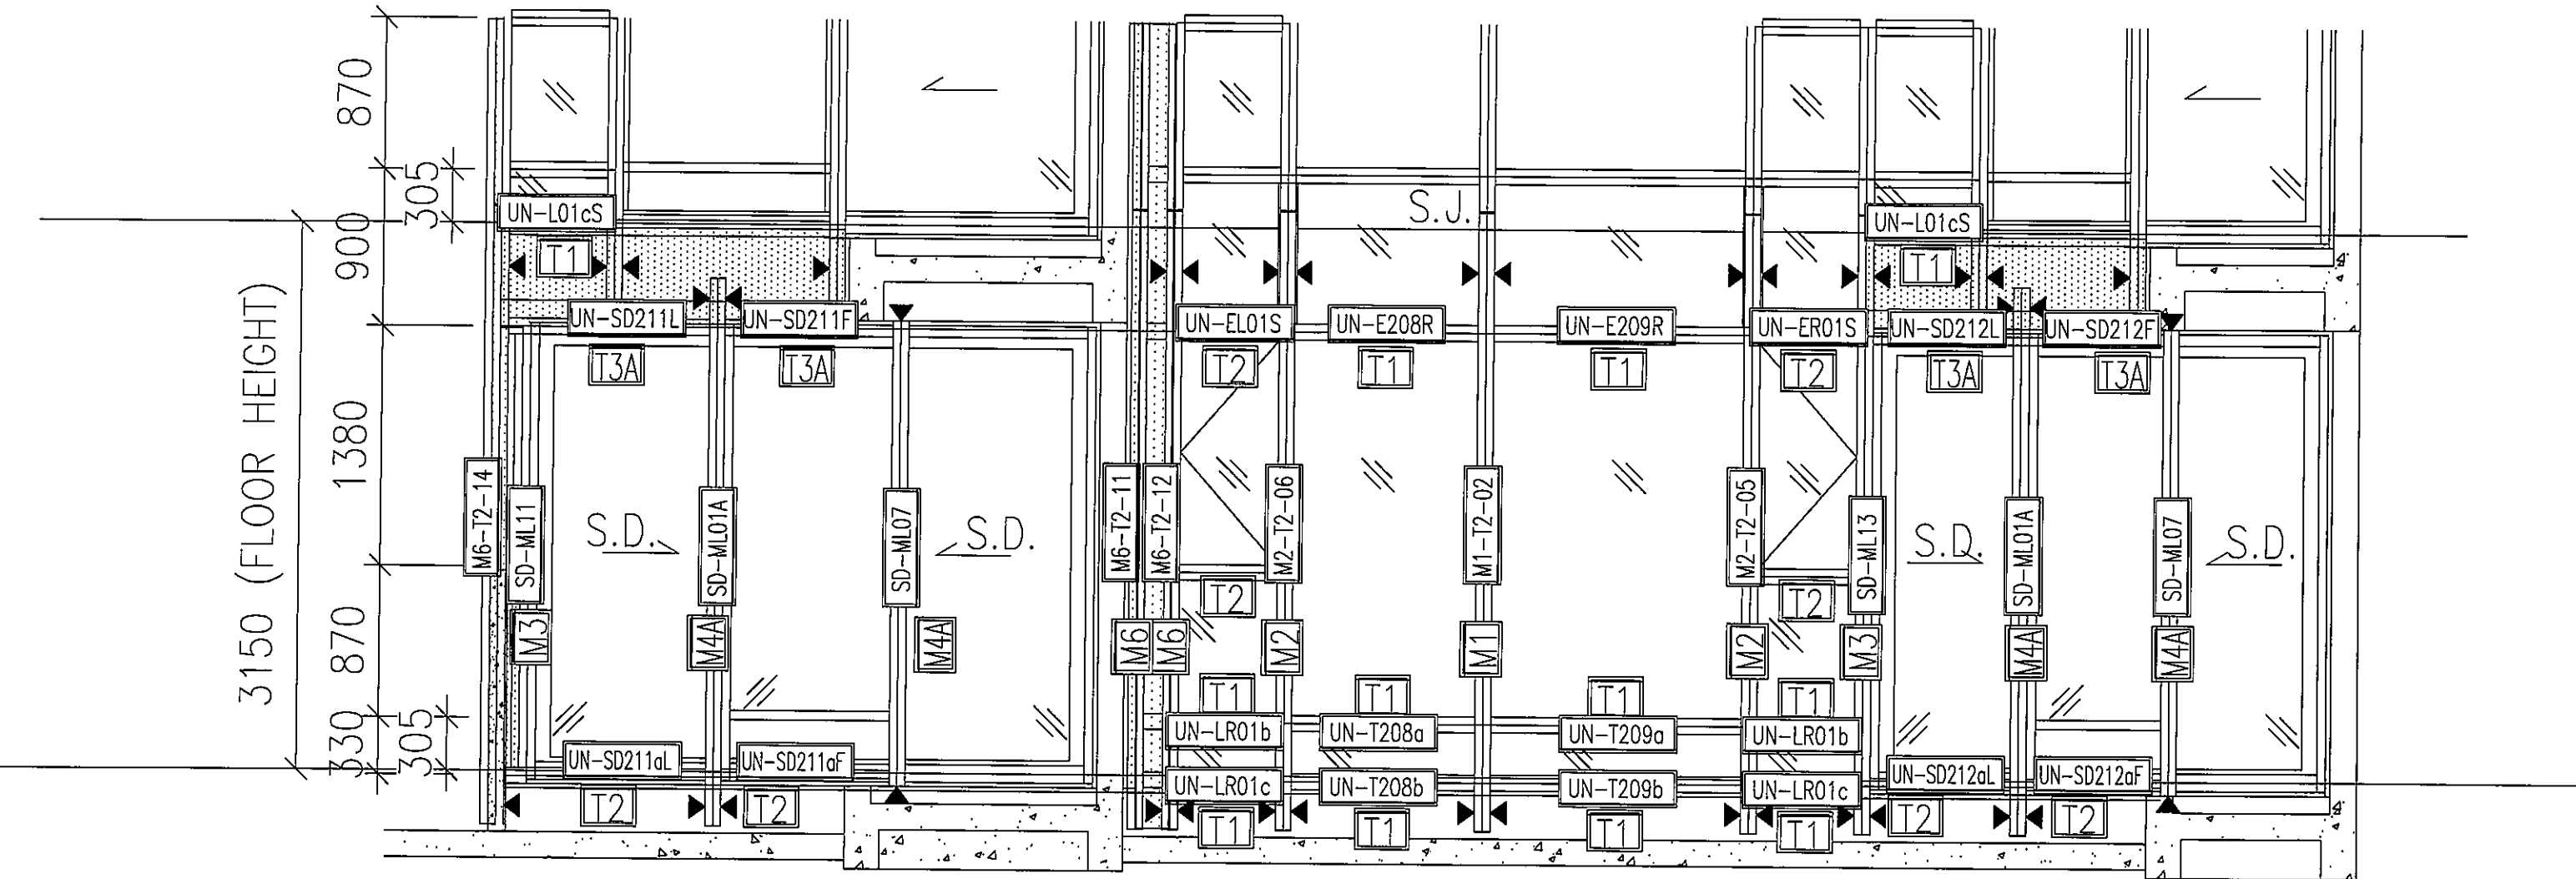 870
305
900
3150 (FLOOR HEIGHT)
1380
870
330
305
UN-L01cS
T1
S.J.
UN-L01cS
T1
UN-SD211L
UN-SD211F
UN-EL01S
UN-E208R
UN-E209R
UN-ER01S
UN-SD212L
UN-SD212F
T3A
T3A
T2
T1
T1
T2
T3A
T3A
M6-T2-14
SD-ML11
S.D.
SD-ML01A
SD-ML07
S.D.
M6-T2-11
M6-T2-12
M2-T2-06
M1-T2-02
M2-T2-05
SD-ML13
S.D.
SD-ML01A
SD-ML07
S.D.
T2
T2
M3
M4A
M4A
M6
M6
M2
M1
M2
M3
M4A
M4A
T1
T1
T1
T1
UN-LR01b
UN-T208a
UN-T209a
UN-LR01b
UN-SD211aL
UN-SD211aF
UN-LR01c
UN-T208b
UN-T209b
UN-LR01c
UN-SD212aL
UN-SD212aF
T2
T2
T1
T1
T1
T1
T2
T2